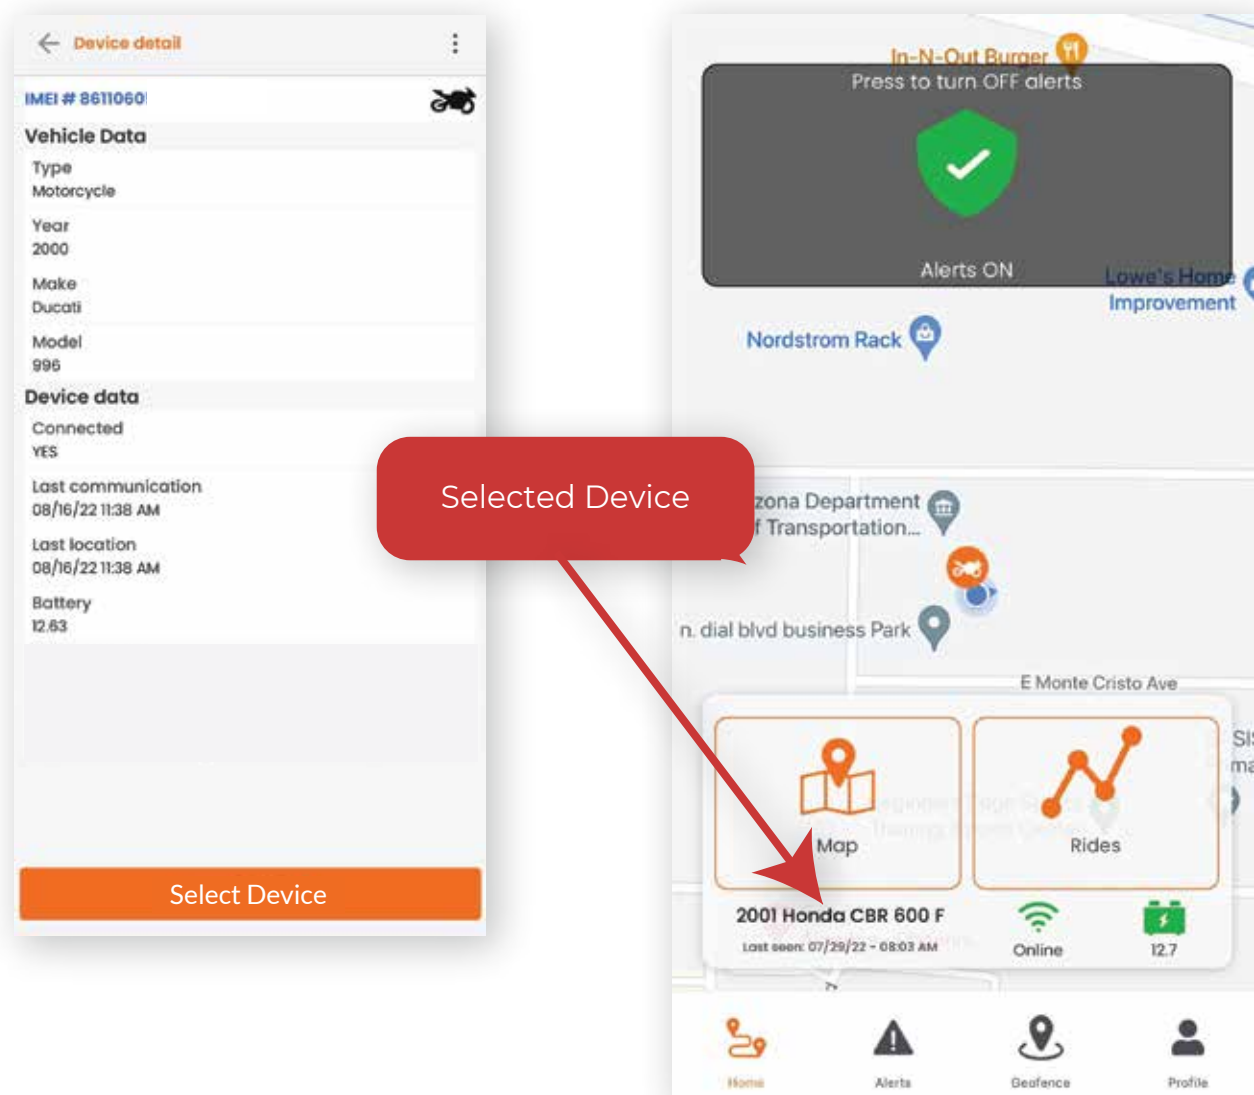 Device detail
IMEI # 8611060
Vehicle Data
Type
Motorcycle
Year
2000
Make
Ducati
Model
996
Device data
Connected
YES
Last communication
08/16/22 11:38 AM
Last location
08/16/22 11:38 AM
Battery
12.63
Select Device
Selected Device
In-N-Out Burger
Press to turn OFF alerts
Alerts ON
Lowe's Home
Improvement
Nordstrom Rack
zona Department
f Transportation...
n. dial blvd business Park
E Monte Cristo Ave
SIS
ma
Map
Rides
2001 Honda CBR 600 F
Last seen: 07/29/22 - 08:03 AM
Online
12.7
Home
Alerts
Geofence
Profile